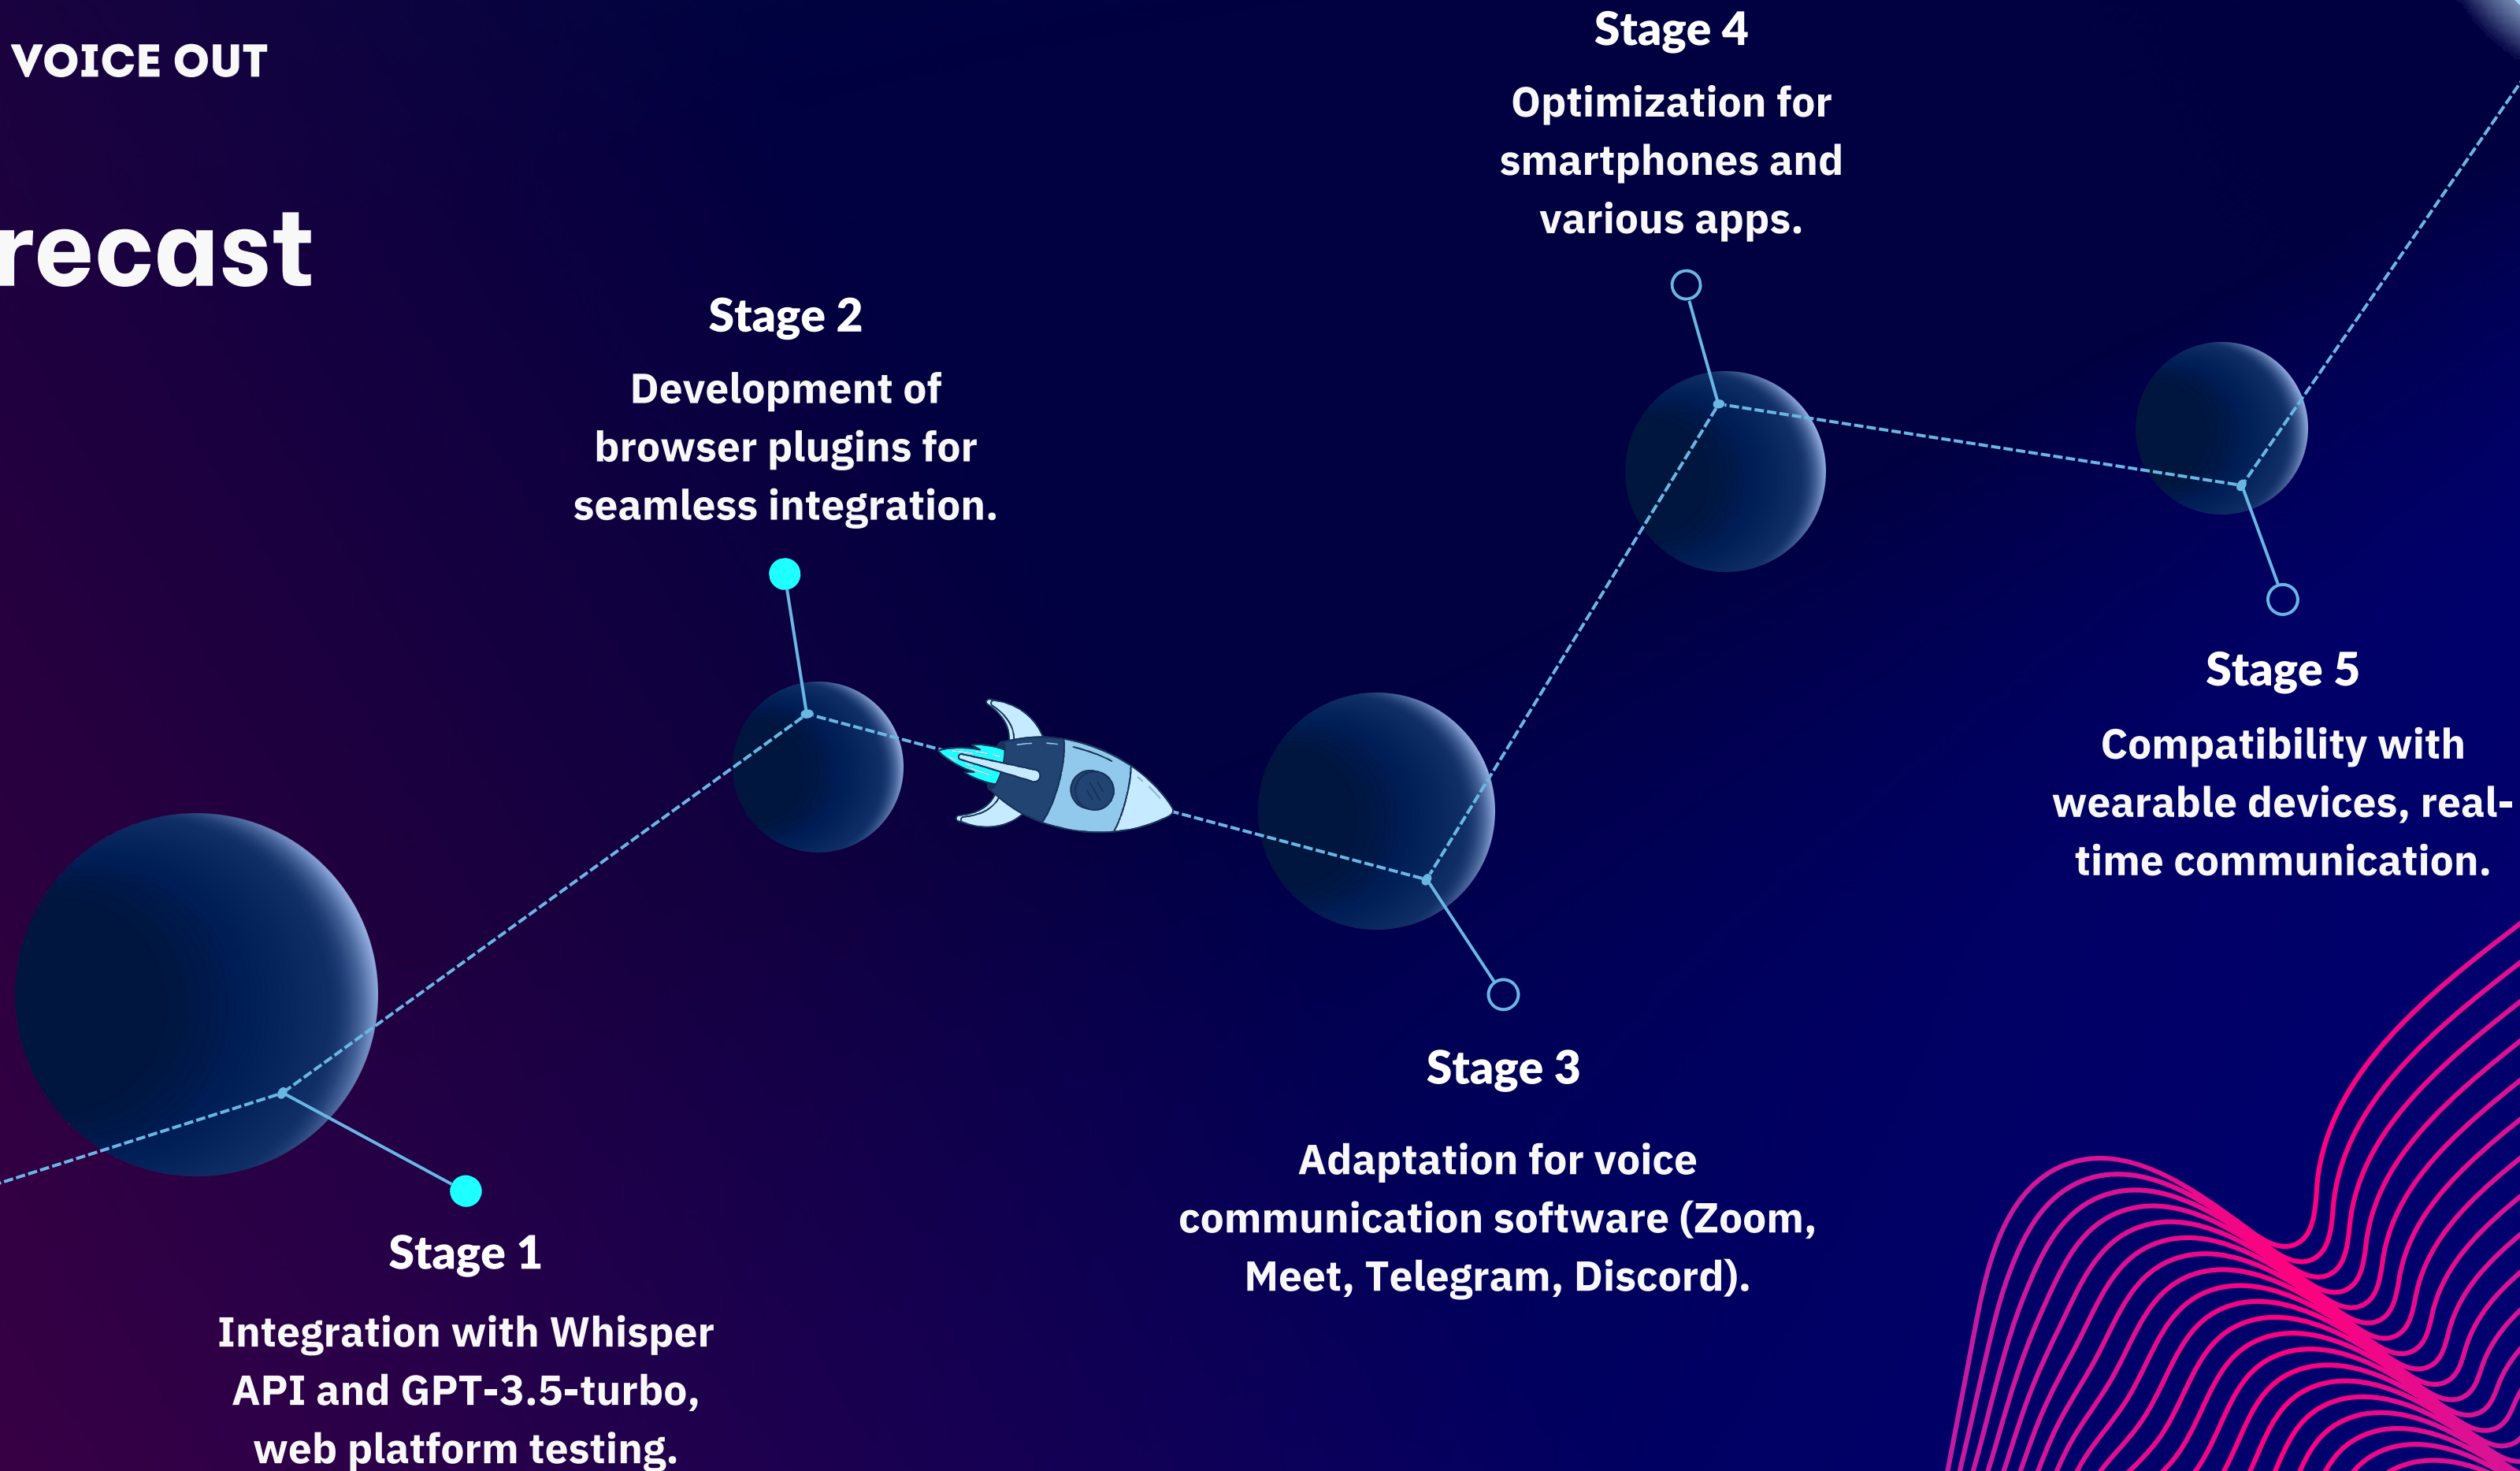 VOICE OUT
recast
Stage 1
Integration with Whisper
API and GPT-3.5-turbo,
web platform testing.
Stage 2
Development of
browser plugins for
seamless integration.
Stage 3
Adaptation for voice
communication software (Zoom,
Meet, Telegram, Discord).
Stage 4
Optimization for
smartphones and
various apps.
Stage 5
Compatibility with
wearable devices, real-
time communication.